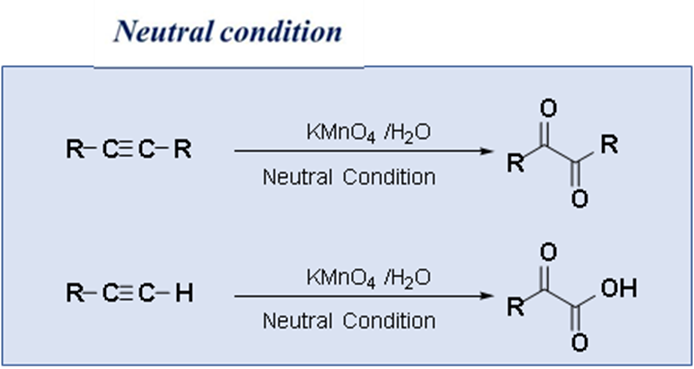 Neutral condition
R-C≡C-R
KMnO4 /H2O
Neutral Condition
O
R
R
O
R-C≡C-H
KMnO4 /H2O
Neutral Condition
O
OH
R
O